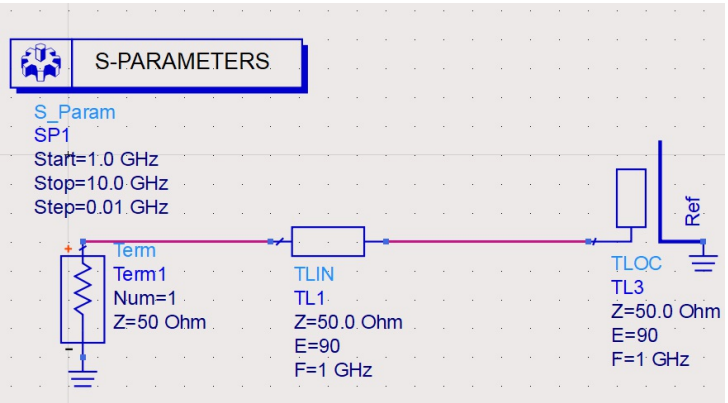 S-PARAMETERS
S_Param
SP1
Start=1.0 GHz
Stop=10.0 GHz
Step=0.01 GHz
+
Term
Term1
Num=1
Z=50 Ohm
-
TLIN
TL1
Z=50.0 Ohm
E=90
F=1 GHz
Ref
TLOC
TL3
Z=50.0 Ohm
E=90
F=1 GHz